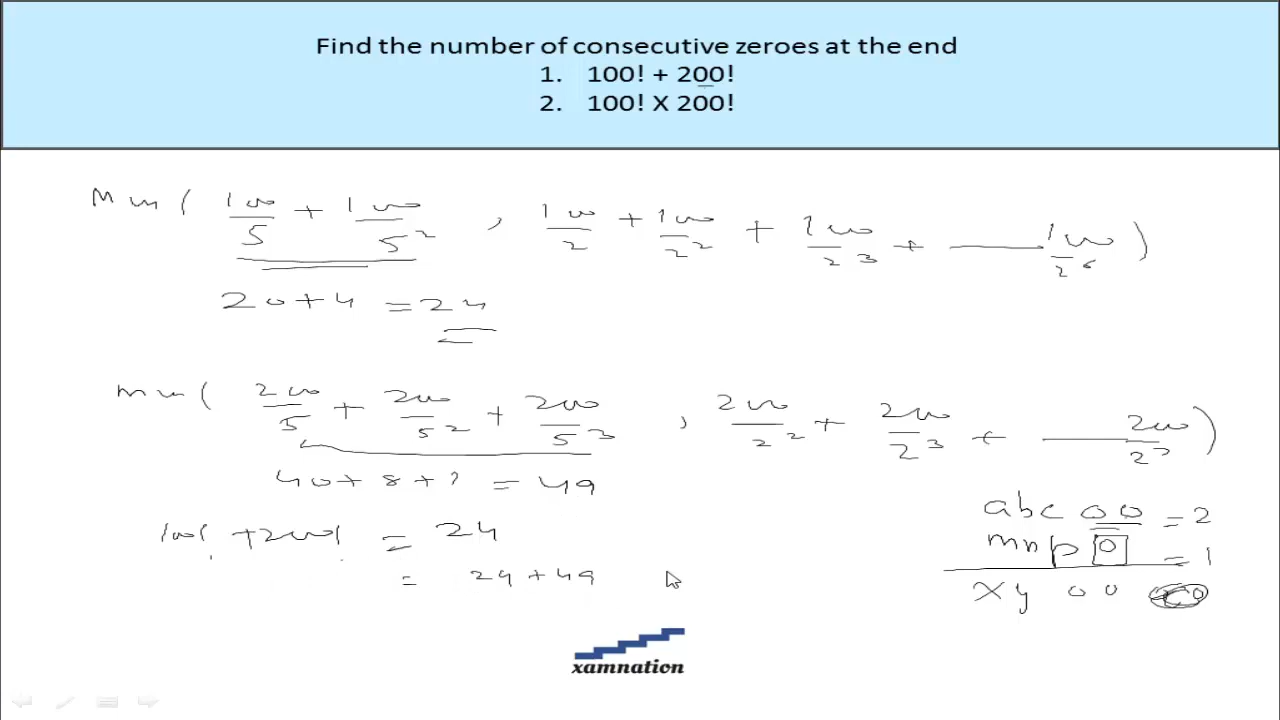 Find the number of consecutive zeroes at the end
1. 100! + 200!
2. 100! X 200!
Min ( 100/5 + 100/5² , 100/2 + 100/2² + 100/2³ + —— 100/2⁶ )
20 + 4 = 24
Min ( 200/5 + 200/5² + 200/5³ , 200/2² + 200/2³ + —— 200/2⁷ )
40 + 8 + 1 = 49
100! + 200! = 24
= 24 + 49
abc 00 = 2
mnp 0 = 1
xy 00
xamnation